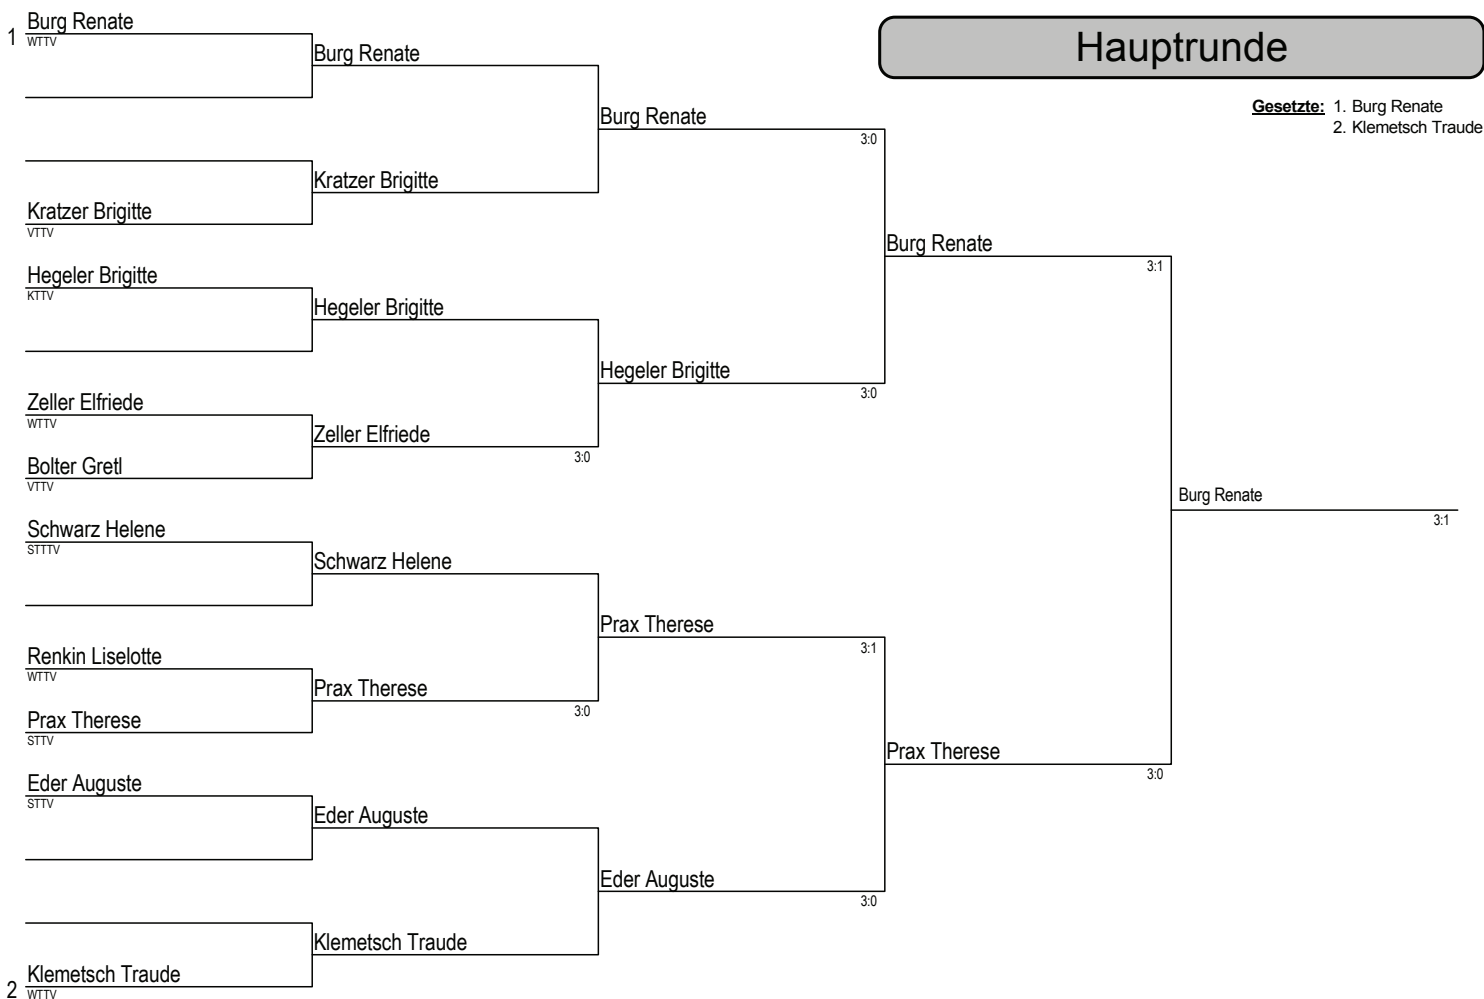 Hauptrunde
Gesetzte: 1. Burg Renate
2. Klemetsch Traude
1 Burg Renate
WTTV
Kratzer Brigitte
VTTV
Hegeler Brigitte
KTTV
Zeller Elfriede
WTTV
Bolter Gretl
VTTV
Schwarz Helene
STTTV
Renkin Liselotte
WTTV
Prax Therese
STTV
Eder Auguste
STTV
2 Klemetsch Traude
WTTV
Burg Renate
Kratzer Brigitte
Hegeler Brigitte
Zeller Elfriede
3:0
Schwarz Helene
Prax Therese
3:0
Eder Auguste
Klemetsch Traude
Burg Renate
3:0
Hegeler Brigitte
3:0
Prax Therese
3:1
Eder Auguste
3:0
Burg Renate
3:1
Prax Therese
3:0
Burg Renate
3:1